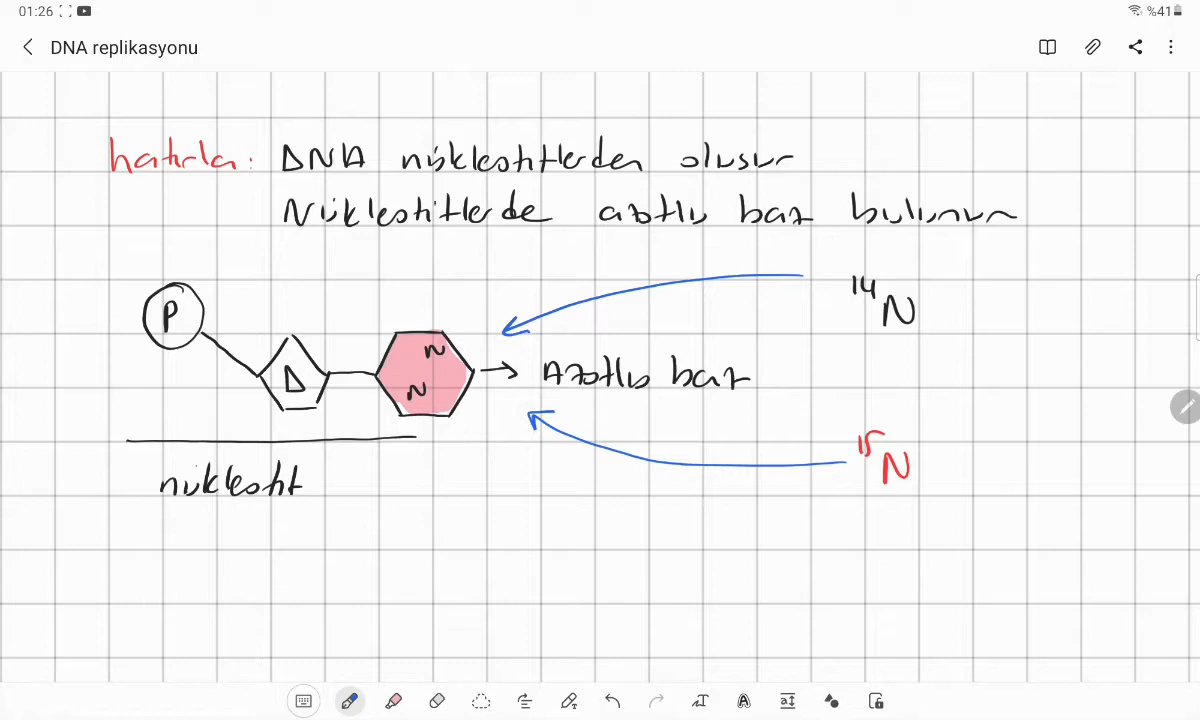 01:26
%41
DNA replikasyonu
hatırla: DNA nükleotitlerden oluşur
Nükleotitlerde azotlu baz bulunur
14N
P
N
D
N
Azotlu baz
15N
nükleotit